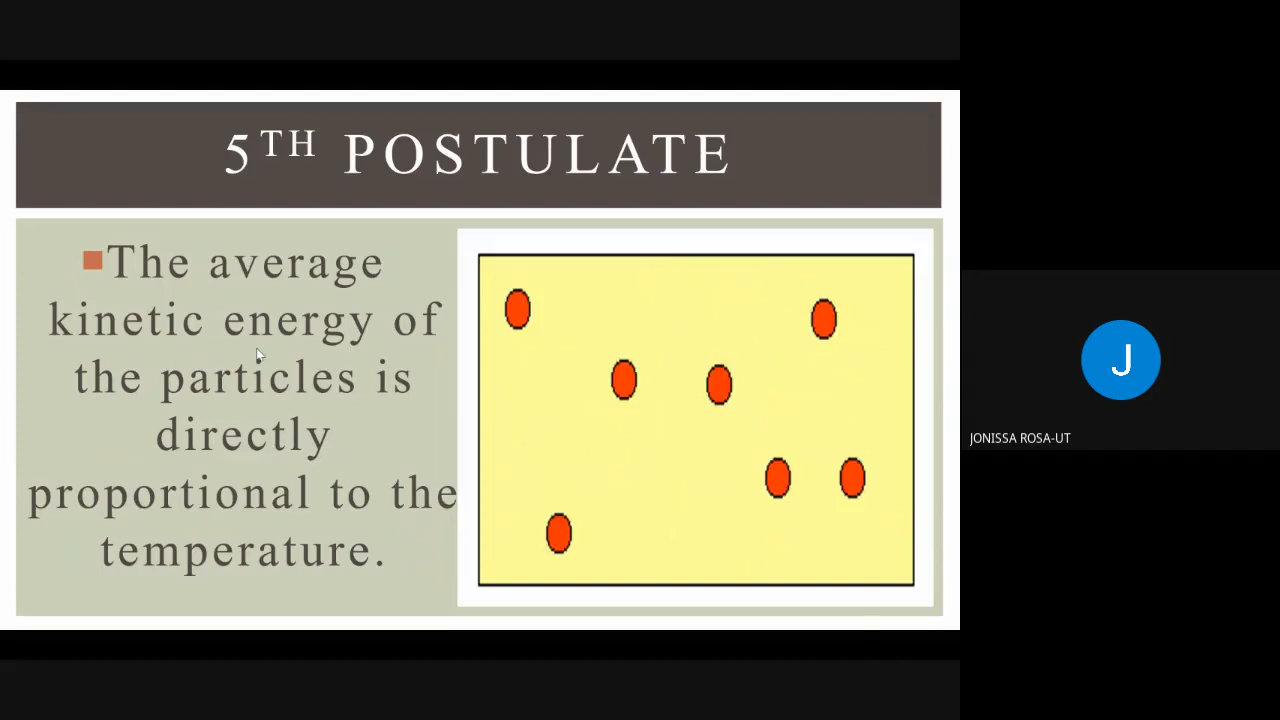 5TH POSTULATE
The average
kinetic energy of
the particles is
directly
proportional to the
temperature.
J
JONISSA ROSA-UT